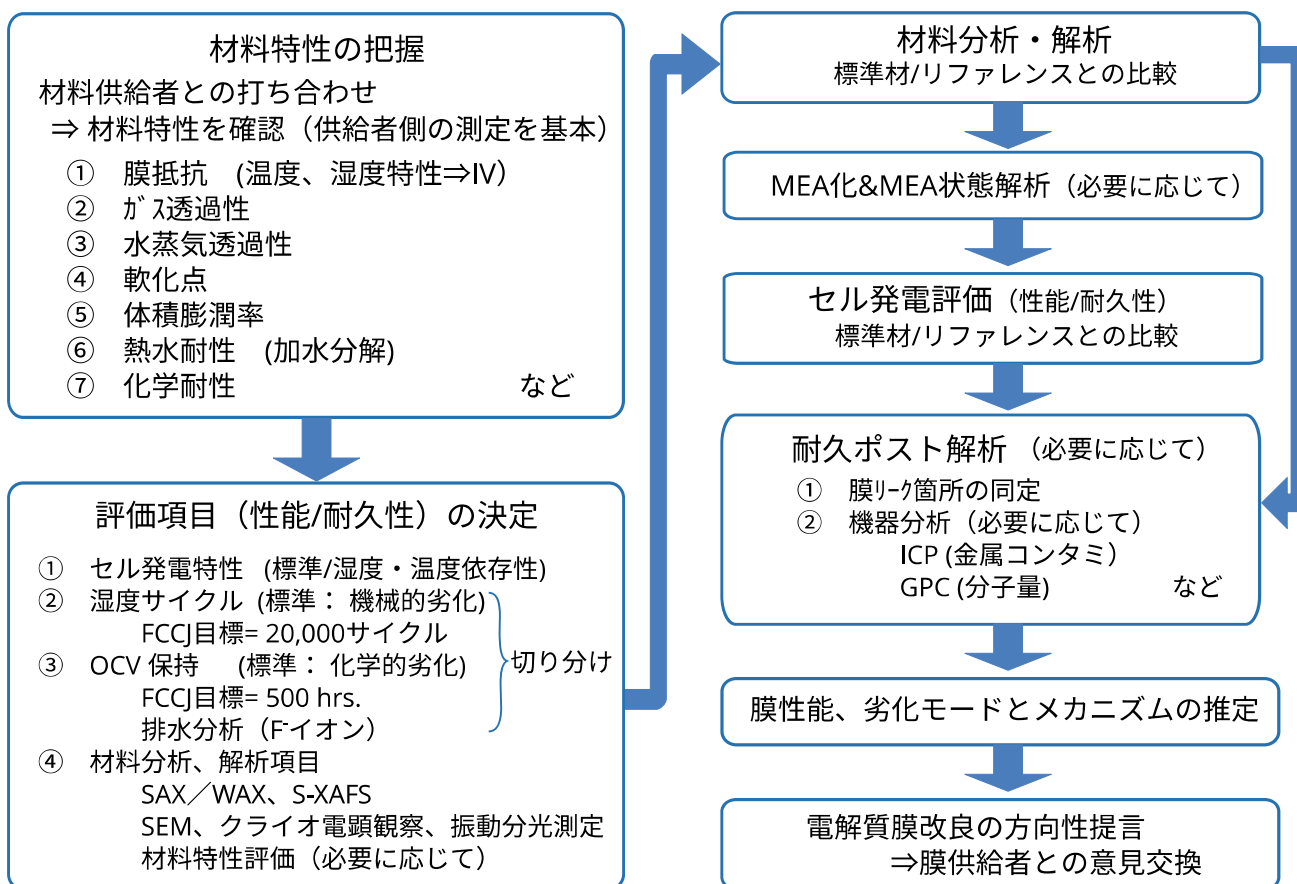 材料特性の把握
材料供給者との打ち合わせ
⇒ 材料特性を確認（供給者側の測定を基本）
① 膜抵抗 (温度、湿度特性⇒IV）
② ｶﾞｽ透過性
③ 水蒸気透過性
④ 軟化点
⑤ 体積膨潤率
⑥ 熱水耐性 (加水分解)
⑦ 化学耐性 など
評価項目（性能/耐久性）の決定
① セル発電特性 (標準/湿度・温度依存性)
② 湿度サイクル (標準： 機械的劣化)
FCCJ目標= 20,000サイクル
③ OCV 保持 (標準： 化学的劣化)
FCCJ目標= 500 hrs.
排水分析（F⁻イオン）
切り分け
④ 材料分析、解析項目
SAX／WAX、S-XAFS
SEM、クライオ電顕観察、振動分光測定
材料特性評価（必要に応じて）
材料分析・解析
標準材/リファレンスとの比較
MEA化&MEA状態解析（必要に応じて）
セル発電評価（性能/耐久性）
標準材/リファレンスとの比較
耐久ポスト解析 （必要に応じて）
① 膜ﾘｰｸ箇所の同定
② 機器分析（必要に応じて）
ICP (金属コンタミ）
GPC (分子量) など
膜性能、劣化モードとメカニズムの推定
電解質膜改良の方向性提言
⇒膜供給者との意見交換